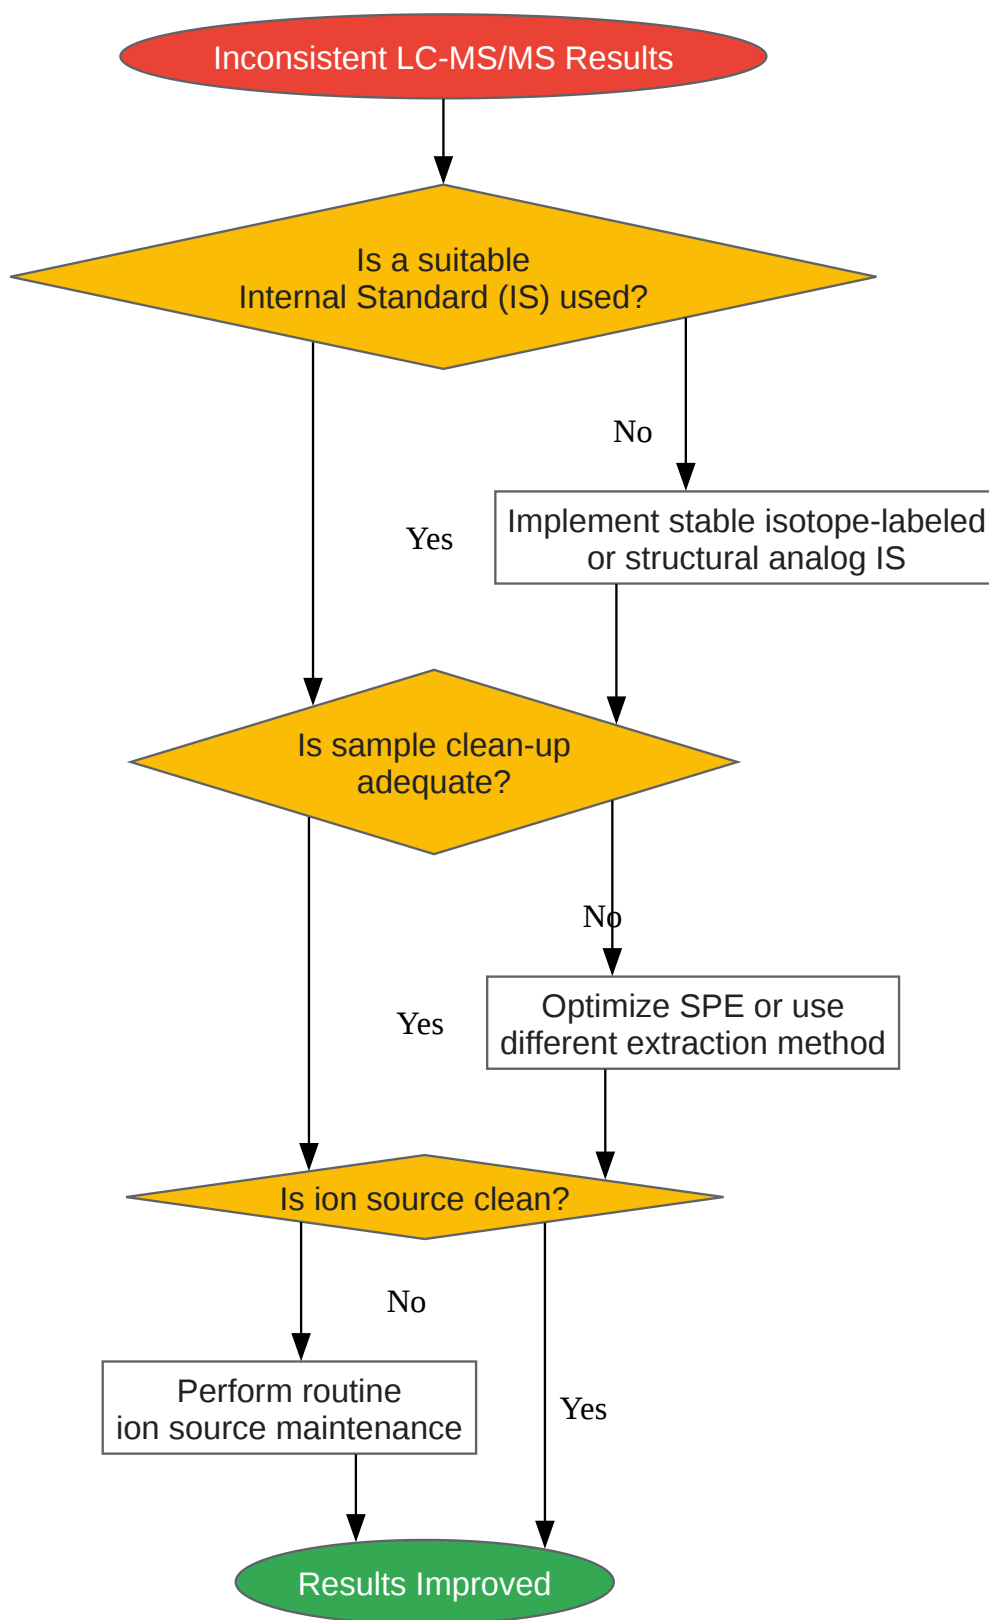 Inconsistent LC-MS/MS Results
Is a suitable
Internal Standard (IS) used?
No
Implement stable isotope-labeled
or structural analog IS
Yes
Is sample clean-up
adequate?
No
Optimize SPE or use
different extraction method
Yes
Is ion source clean?
No
Perform routine
ion source maintenance
Yes
Results Improved